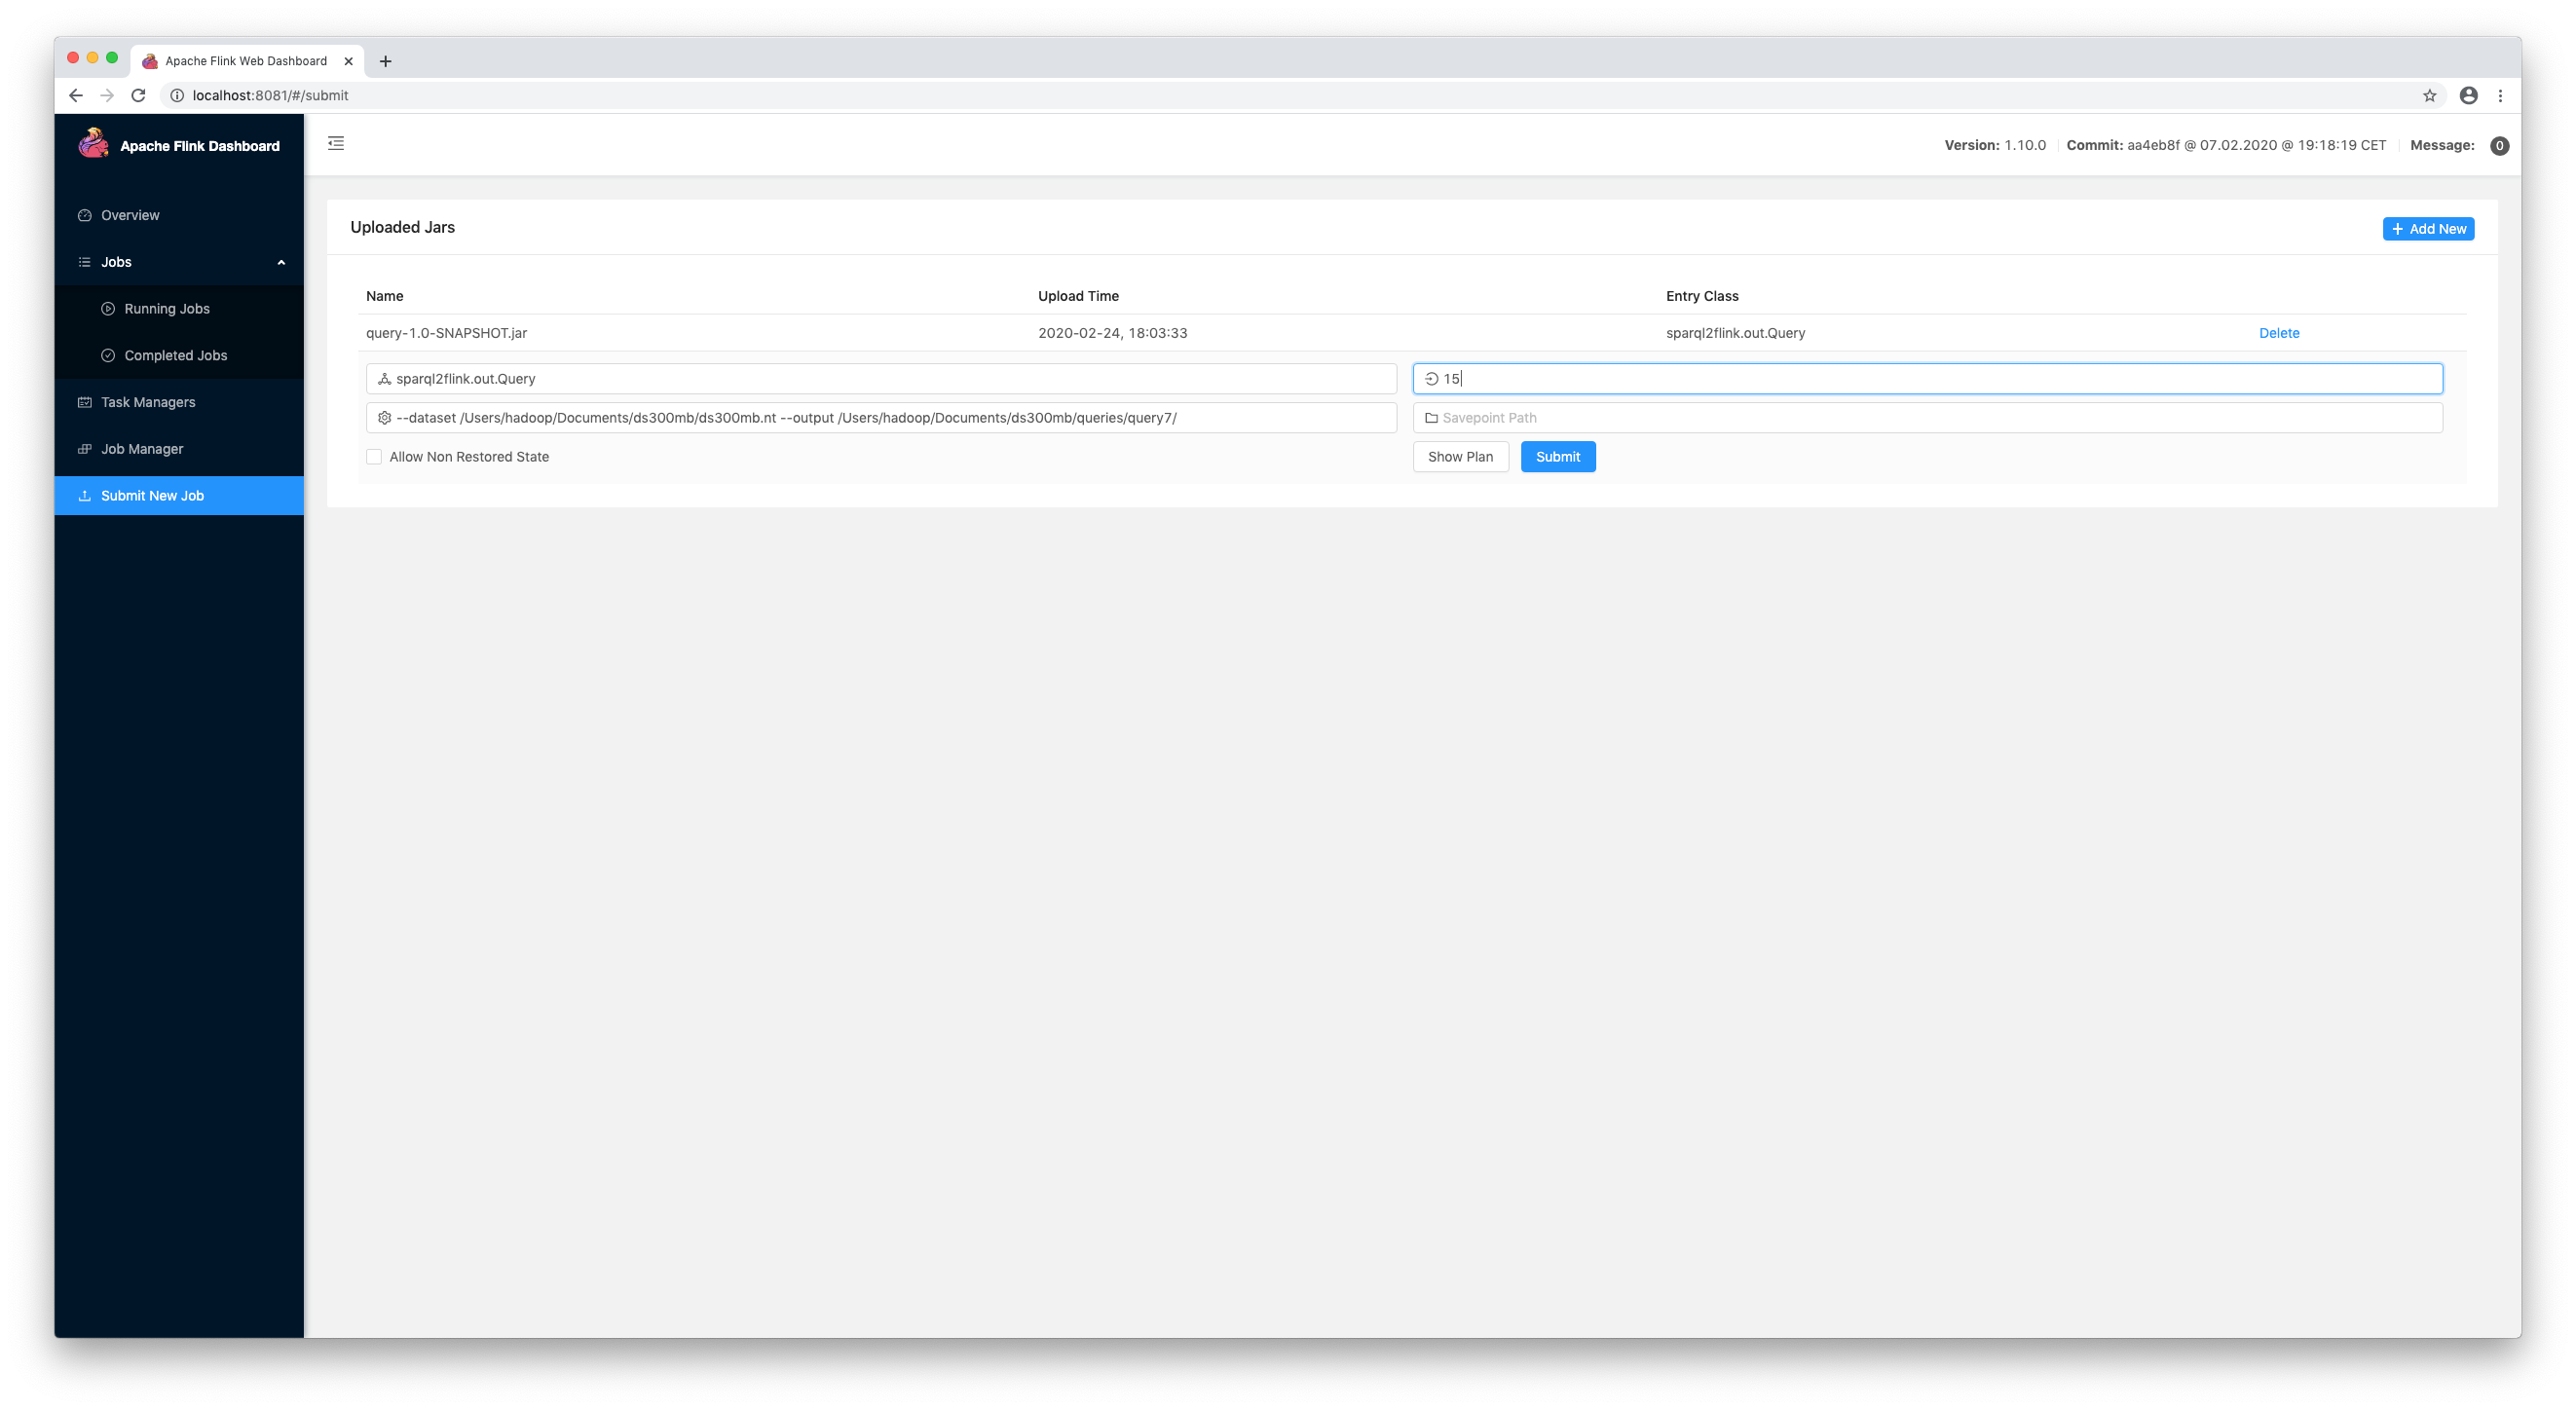 Apache Flink Web Dashboard
localhost:8081/#/submit
Apache Flink Dashboard
Version: 1.10.0 Commit: aa4eb8f @ 07.02.2020 @ 19:18:19 CET Message: 0
Overview
Jobs
Running Jobs
Completed Jobs
Task Managers
Job Manager
Submit New Job
Uploaded Jars
Add New
Name Upload Time Entry Class
query-1.0-SNAPSHOT.jar 2020-02-24, 18:03:33 sparql2flink.out.Query Delete
sparql2flink.out.Query 15
--dataset /Users/hadoop/Documents/ds300mb/ds300mb.nt --output /Users/hadoop/Documents/ds300mb/queries/query7/ Savepoint Path
Allow Non Restored State Show Plan Submit